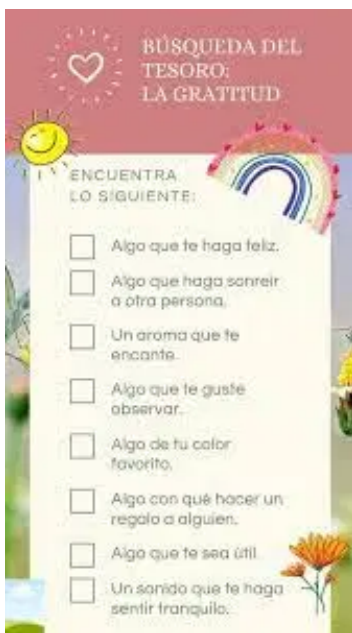 BÚSQUEDA DEL
TESORO:
LA GRATITUD
ENCUENTRA
LO SIGUIENTE:
Algo que te haga feliz.
Algo que haga sonreir
a otra persona.
Un aroma que te
encante.
Algo que te guste
observar.
Algo de tu color
favorito.
Algo con qué hacer un
regalo a alguien.
Algo que te sea útil.
Un sonido que te haga
sentir tranquilo.